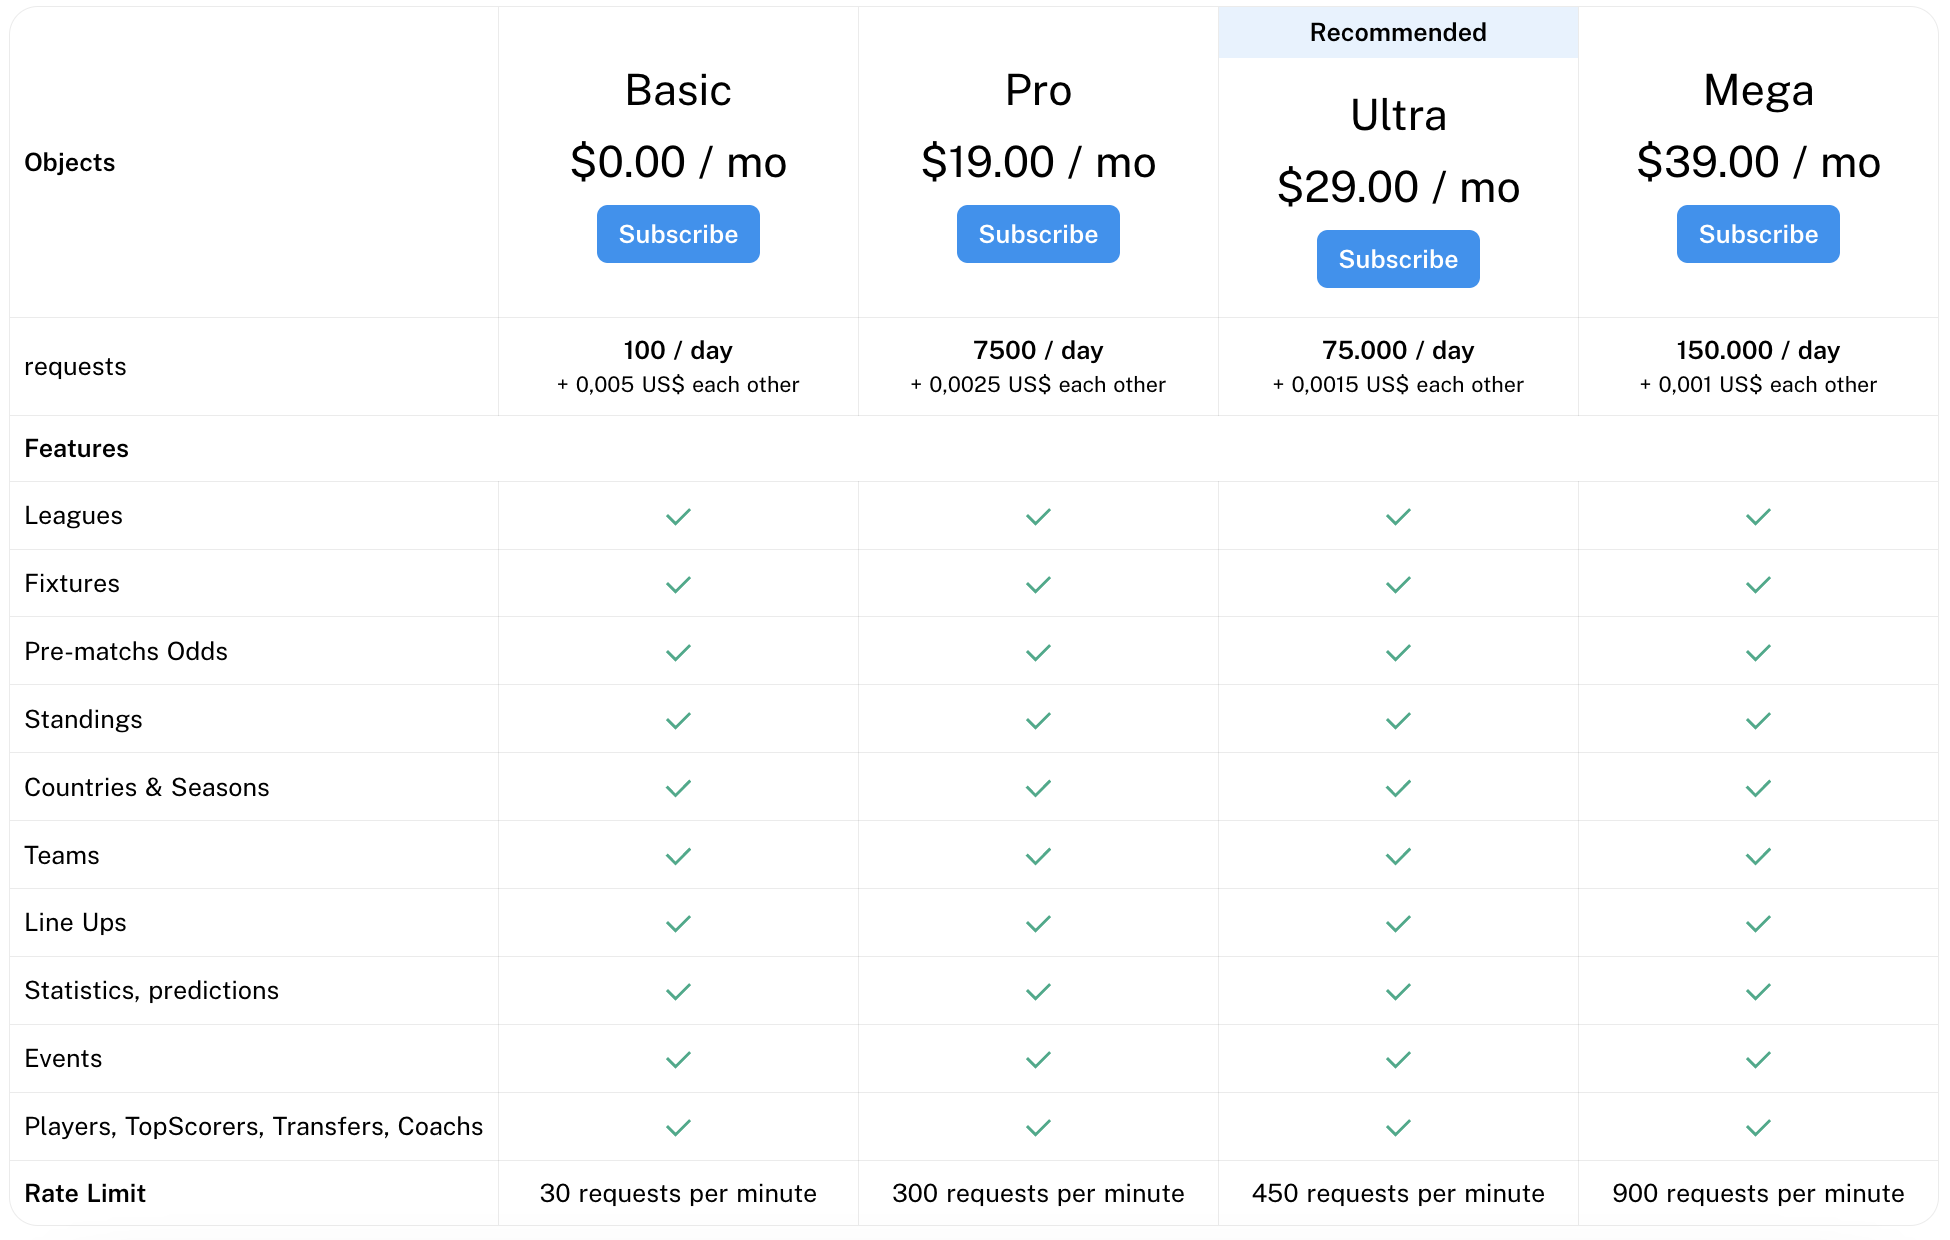 Objects
Basic
$0.00 / mo
Subscribe
Pro
$19.00 / mo
Subscribe
Recommended
Ultra
$29.00 / mo
Subscribe
Mega
$39.00 / mo
Subscribe
requests
100 / day
+ 0,005 US$ each other
7500 / day
+ 0,0025 US$ each other
75.000 / day
+ 0,0015 US$ each other
150.000 / day
+ 0,001 US$ each other
Features
Leagues
Fixtures
Pre-matchs Odds
Standings
Countries & Seasons
Teams
Line Ups
Statistics, predictions
Events
Players, TopScorers, Transfers, Coachs
Rate Limit
30 requests per minute
300 requests per minute
450 requests per minute
900 requests per minute